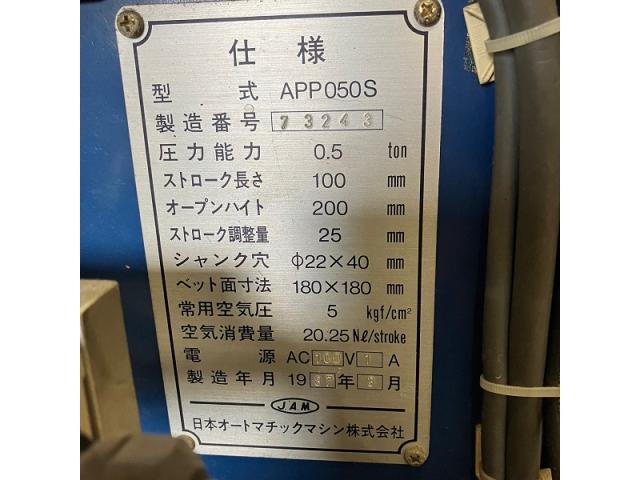 仕様
型式 APP050S
製造番号 73243
圧力能力 0.5 ton
ストローク長さ 100 mm
オープンハイト 200 mm
ストローク調整量 25 mm
シャンク穴 Φ22×40 mm
ベット面寸法 180×180 mm
常用空気圧 5 kgf/cm²
空気消費量 20.25 Nℓ/stroke
電源 AC 100 V 1 A
製造年月 19 年 月
JAM
日本オートマチックマシン株式会社